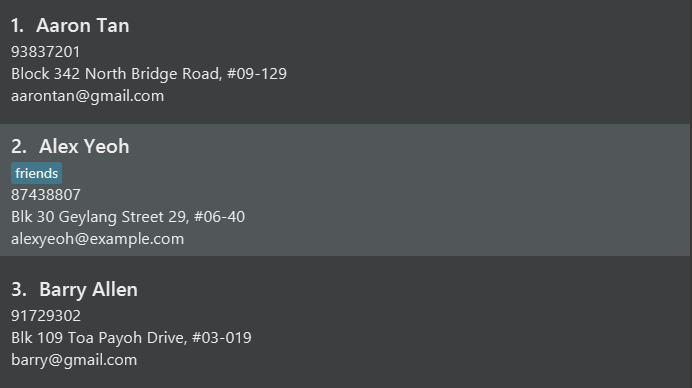 1. Aaron Tan
93837201
Block 342 North Bridge Road, #09-129
aarontan@gmail.com
2. Alex Yeoh
friends
87438807
Blk 30 Geylang Street 29, #06-40
alexyeoh@example.com
3. Barry Allen
91729302
Blk 109 Toa Payoh Drive, #03-019
barry@gmail.com